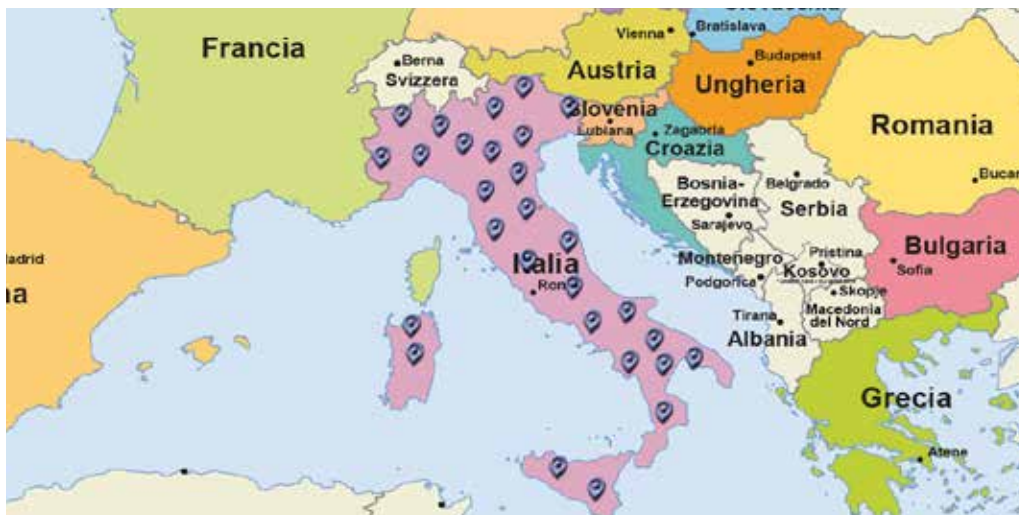 Slovacchia
Vienna
Bratislava
Francia
Berna
Svizzera
Austria
Budapest
Ungheria
Slovenia
Lubiana
Zagabria
Croazia
Romania
Bosnia-
Erzegovina
Belgrado
Serbia
Sarajevo
Montenegro
Pristina
Kosovo
Podgorica
Bulgaria
Sofia
Skopje
Macedonia
del Nord
Tirana
Albania
Italia
Grecia
Atene